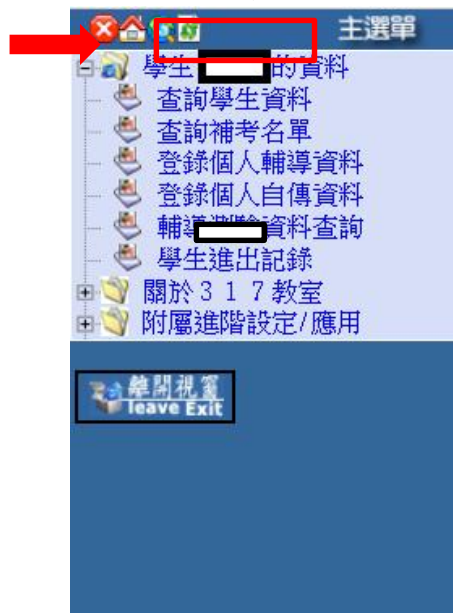 主選單
學生 的資料
查詢學生資料
查詢補考名單
登錄個人輔導資料
登錄個人自傳資料
輔導測驗資料查詢
學生進出記錄
關於３１７教室
附屬進階設定/應用
離開視窗
leave Exit